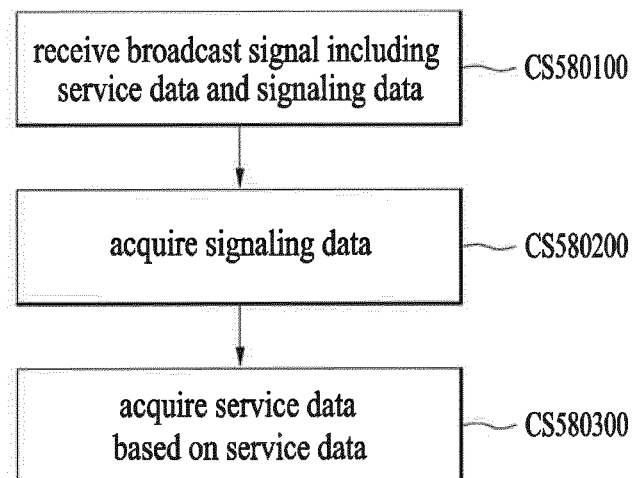 receive broadcast signal including
service data and signaling data
CS580100
acquire signaling data
CS580200
acquire service data
based on service data
CS580300